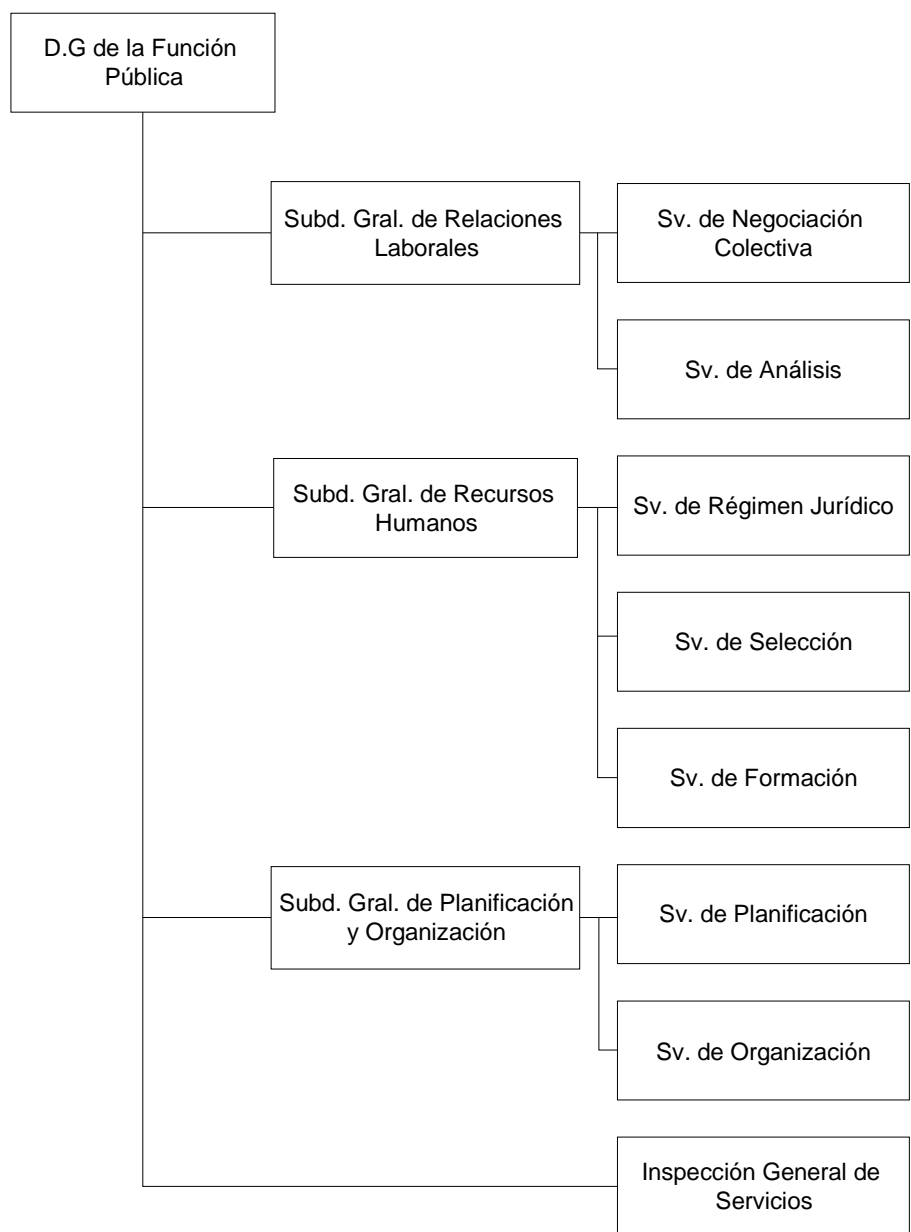 D.G de la Función
Pública
Subd. Gral. de Relaciones
Laborales
Sv. de Negociación
Colectiva
Sv. de Análisis
Subd. Gral. de Recursos
Humanos
Sv. de Régimen Jurídico
Sv. de Selección
Sv. de Formación
Subd. Gral. de Planificación
y Organización
Sv. de Planificación
Sv. de Organización
Inspección General de
Servicios